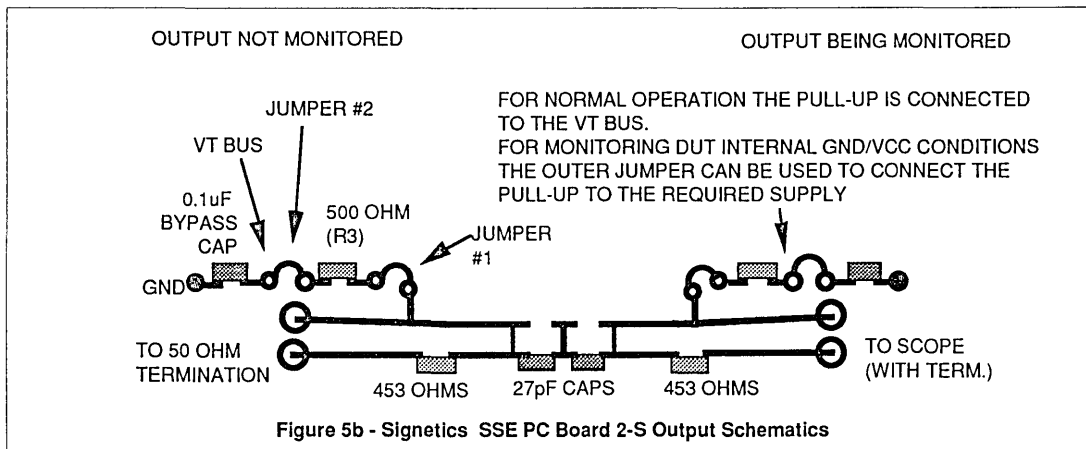 OUTPUT NOT MONITORED
OUTPUT BEING MONITORED
JUMPER #2
VT BUS
0.1uF
BYPASS
CAP
500 OHM
(R3)
JUMPER
#1
GND
FOR NORMAL OPERATION THE PULL-UP IS CONNECTED
TO THE VT BUS.
FOR MONITORING DUT INTERNAL GND/VCC CONDITIONS
THE OUTER JUMPER CAN BE USED TO CONNECT THE
PULL-UP TO THE REQUIRED SUPPLY
TO 50 OHM
TERMINATION
453 OHMS
27pF CAPS
453 OHMS
TO SCOPE
(WITH TERM.)
Figure 5b - Signetics SSE PC Board 2-S Output Schematics